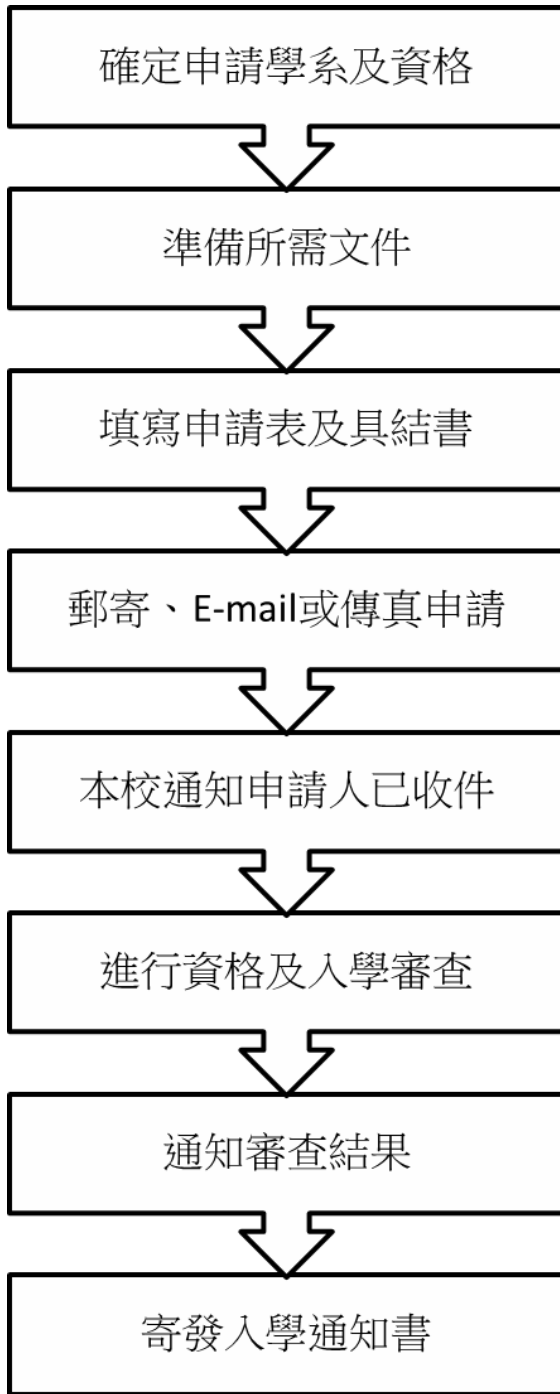 確定申請學系及資格
準備所需文件
填寫申請表及具結書
郵寄、E-mail或傳真申請
本校通知申請人已收件
進行資格及入學審查
通知審查結果
寄發入學通知書